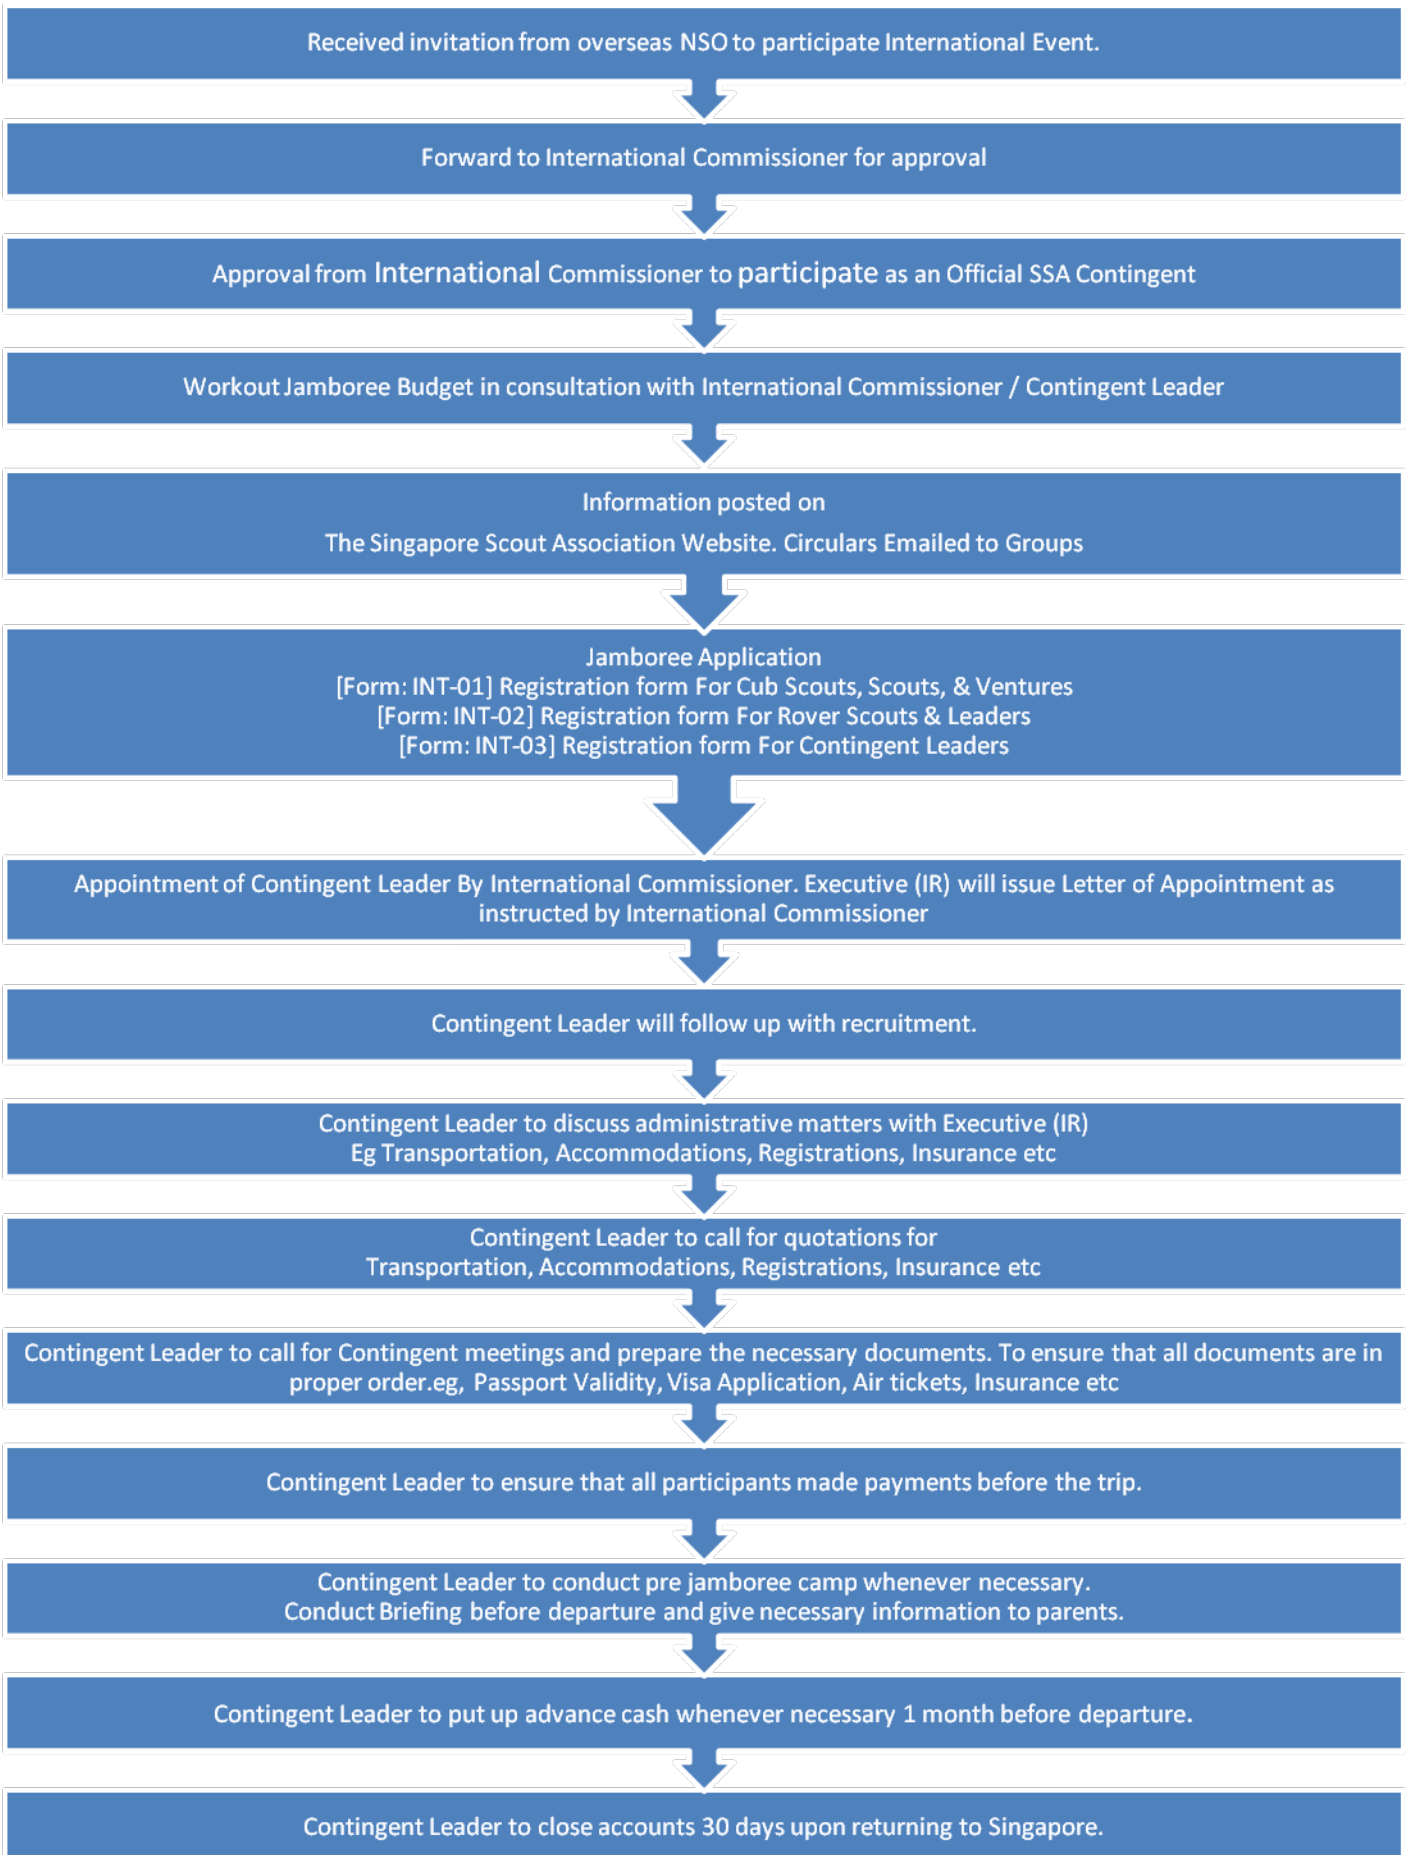 Received invitation from overseas NSO to participate International Event.
Forward to International Commissioner for approval
Approval from International Commissioner to participate as an Official SSA Contingent
Workout Jamboree Budget in consultation with International Commissioner / Contingent Leader
Information posted on
The Singapore Scout Association Website. Circulars Emailed to Groups
Jamboree Application
[Form: INT-01] Registration form For Cub Scouts, Scouts, & Ventures
[Form: INT-02] Registration form For Rover Scouts & Leaders
[Form: INT-03] Registration form For Contingent Leaders
Appointment of Contingent Leader By International Commissioner. Executive (IR) will issue Letter of Appointment as
instructed by International Commissioner
Contingent Leader will follow up with recruitment.
Contingent Leader to discuss administrative matters with Executive (IR)
Eg Transportation, Accommodations, Registrations, Insurance etc
Contingent Leader to call for quotations for
Transportation, Accommodations, Registrations, Insurance etc
Contingent Leader to call for Contingent meetings and prepare the necessary documents. To ensure that all documents are in
proper order.eg, Passport Validity, Visa Application, Air tickets, Insurance etc
Contingent Leader to ensure that all participants made payments before the trip.
Contingent Leader to conduct pre jamboree camp whenever necessary.
Conduct Briefing before departure and give necessary information to parents.
Contingent Leader to put up advance cash whenever necessary 1 month before departure.
Contingent Leader to close accounts 30 days upon returning to Singapore.